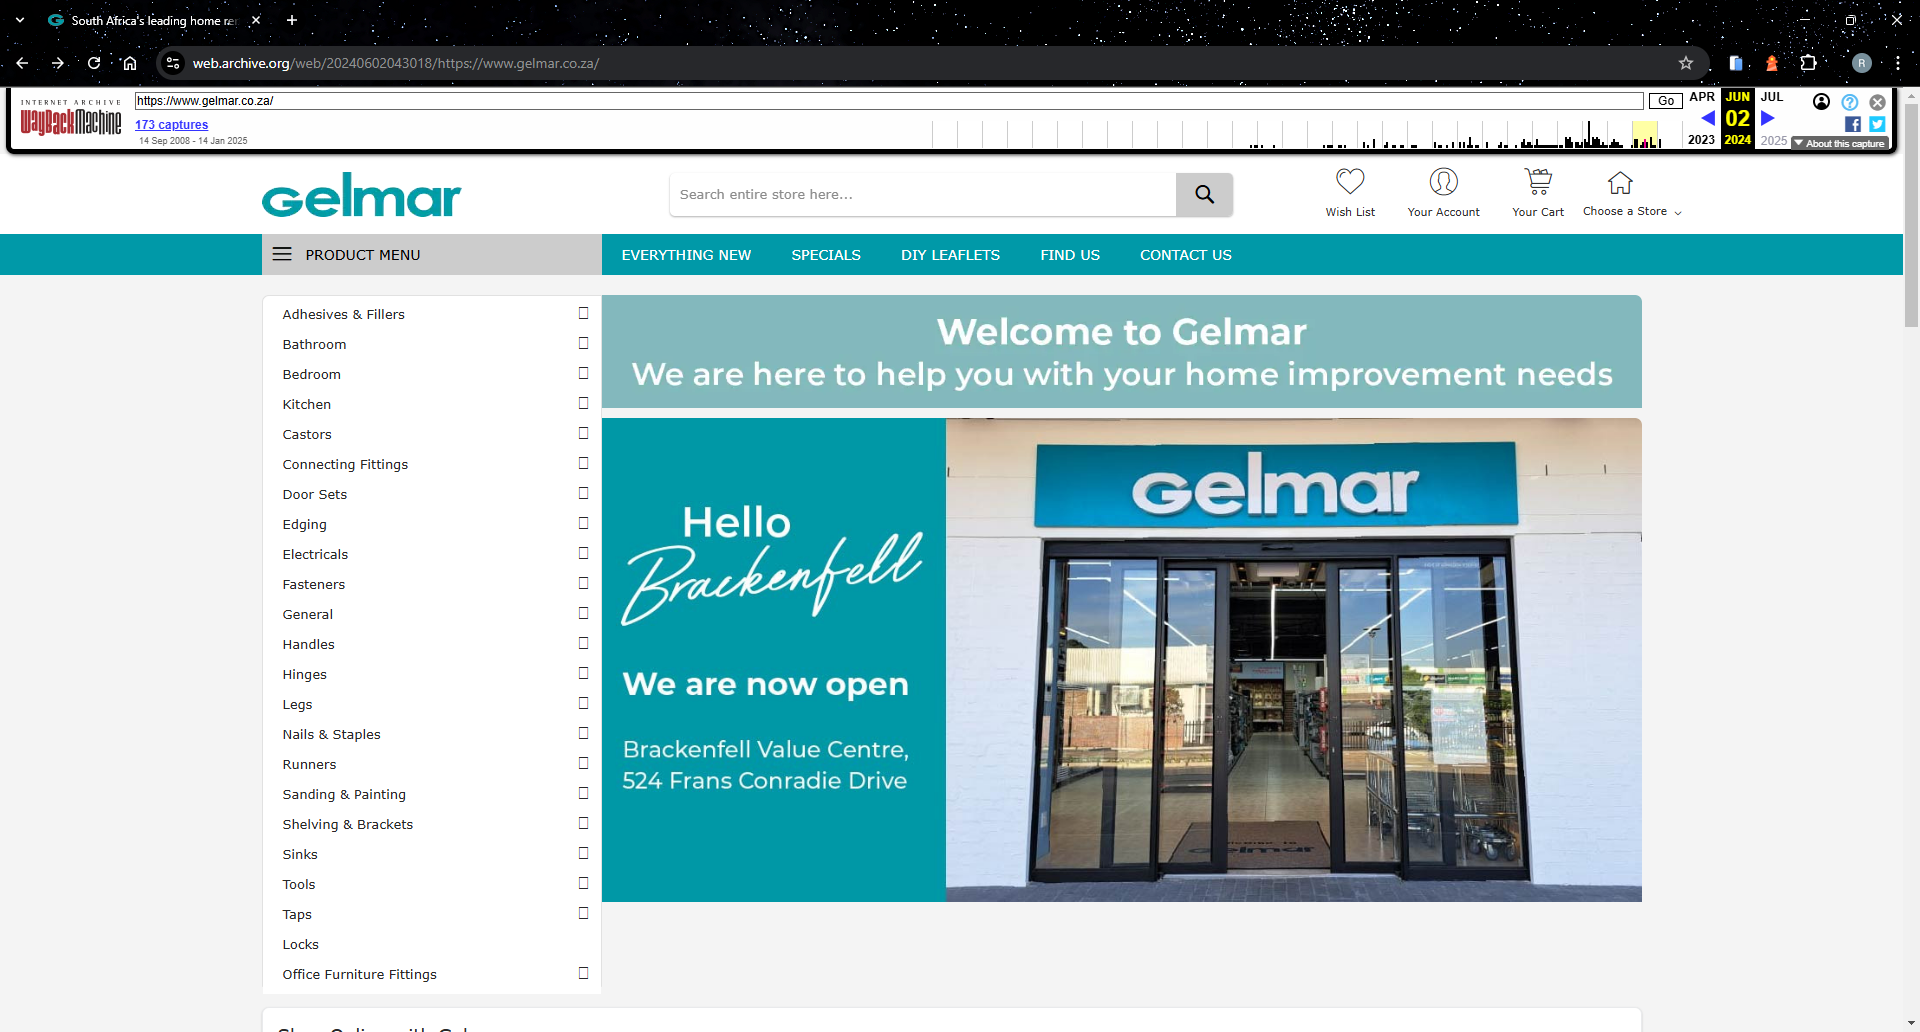 South Africa's leading home re
web.archive.org/web/20240602043018/https://www.gelmar.co.za/
R
INTERNET ARCHIVE
WayBackMachine
https://www.gelmar.co.za/
Go
173 captures
14 Sep 2008 - 14 Jan 2025
APR JUN JUL
02
2023 2024 2025
About this capture
Gelmar
Search entire store here...
Wish List
Your Account
Your Cart
Choose a Store
PRODUCT MENU
EVERYTHING NEW
SPECIALS
DIY LEAFLETS
FIND US
CONTACT US
Adhesives & Fillers
Bathroom
Bedroom
Kitchen
Castors
Connecting Fittings
Door Sets
Edging
Electricals
Fasteners
General
Handles
Hinges
Legs
Nails & Staples
Runners
Sanding & Painting
Shelving & Brackets
Sinks
Tools
Taps
Locks
Office Furniture Fittings
Welcome to Gelmar
We are here to help you with your home improvement needs
Hello
Brackenfell
We are now open
Brackenfell Value Centre,
524 Frans Conradie Drive
Gelmar
Gelmar